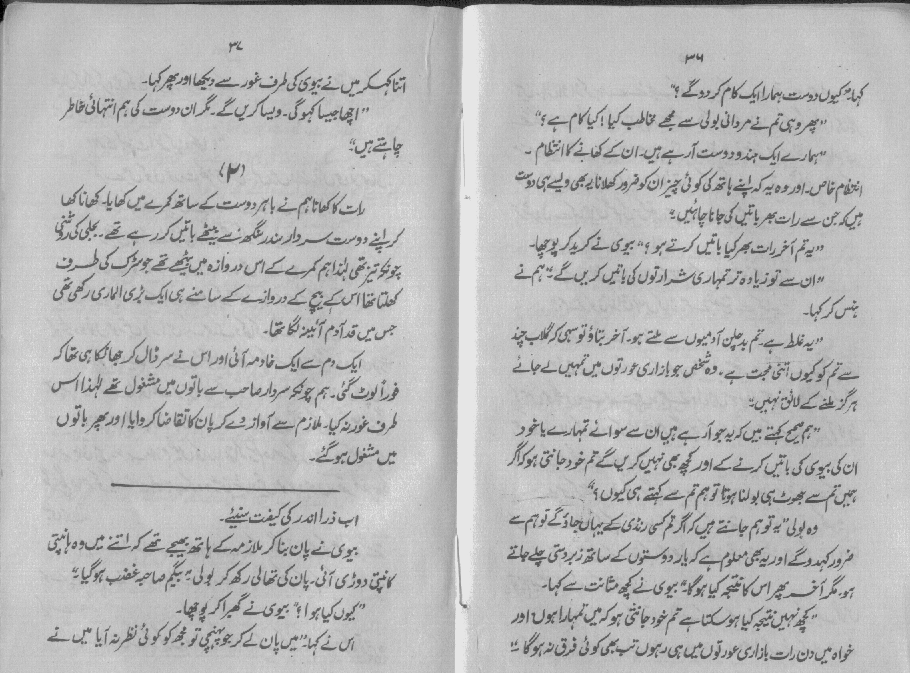 ۳۶
کہا۔ "کیوں دوست ہمارا ایک کام کر دو گے؟"
"پھر وہی تم نے مردانی بولی سے مجھے مخاطب کیا! کیا کام ہے؟"
"ہمارے ایک ہندو دوست آ رہے ہیں۔ ان کے کھانے کا انتظام۔
انتظام خاص۔ اور وہ یہ کہ اپنے ہاتھ کی کوئی چیز ان کو ضرور کھلانا یہ بھی ویسے ہی دوست
ہیں کہ جن سے رات بھر باتیں کی جانا چاہئیں۔"
"یہ تم آخر رات بھر کیا باتیں کرتے ہو؟" بیوی نے کرید کر پوچھا۔
"ان سے تو زیادہ تر تمہاری شرارتوں کی باتیں کریں گے۔" ہم نے
ہنس کر کہا۔
"یہ غلط ہے۔ تم بدچلن آدمیوں سے ملتے ہو۔ آخر بتاؤ تو سہی کہ گلاب چند
سے تم کو کیوں اتنی محبت ہے۔ وہ شخص جو بازاری عورتوں میں تمہیں لے جائے
ہرگز ملنے کے لائق نہیں۔"
"ہم صحیح کہتے ہیں کہ یہ جو آ رہے ہیں ان سے سوائے تمہارے یا خود
ان کی بیوی کی باتیں کرنے کے اور کچھ بھی نہیں کریں گے تم خود جانتی ہو کہ اگر
ہمیں تم سے جھوٹ ہی بولنا ہوتا تو ہم تم سے کہتے ہی کیوں؟"
وہ بولی "یہ تو ہم جانتے ہیں کہ اگر تم کسی رنڈی کے یہاں جاؤ گے تو ہم سے
ضرور کہہ دو گے اور یہ بھی معلوم ہے کہ یار دوستوں کے ساتھ زبردستی چلے جاتے
ہو۔ مگر آخر پھر اس کا نتیجہ کیا ہو گا۔" بیوی نے کچھ متانت سے کہا۔
"کچھ نہیں نتیجہ کیا ہو سکتا ہے تم خود جانتی ہو کہ میں تمہارا ہوں؛ اور
خواہ میں دن رات بازاری عورتوں میں ہی رہوں تب بھی کوئی فرق نہ ہو گا۔"
۳۷
اتنا کہہ کر میں نے بیوی کی طرف غور سے دیکھا اور پھر کہا۔
"اچھا جیسا کہو گی۔ ویسا کریں گے۔ مگر ان دوست کی ہم انتہائی خاطر
چاہتے ہیں۔"
(۲)
رات کا کھانا ہم نے باہر دوست کے ساتھ کمرے میں کھایا۔ کھانا کھا
کر اپنے دوست سردار سندر سنگھ سے بیٹھے باتیں کر رہے تھے۔ بجلی کی روشنی
چونکہ تیز تھی لہٰذا ہم کمرے کے اس دروازہ میں بیٹھے تھے جو سڑک کی طرف
کھلتا تھا اس کے بیچ کے دروازے کے سامنے ہی ایک بڑی الماری رکھی تھی
جس میں قد آدم آئینہ لگا تھا۔
ایک دم سے ایک خادمہ آئی اور اس نے سر ڈال کر جھانکا ہی تھا کہ
فوراً لوٹ گئی۔ ہم چونکہ سردار صاحب سے باتوں میں مشغول تھے لہٰذا اس
طرف غور نہ کیا۔ ملازم سے آواز دے کر پان کا تقاضا کروایا اور پھر باتوں
میں مشغول ہو گئے۔
اب ذرا اندر کی کیفیت سنیئے۔
بیوی نے پان بنا کر ملازمہ کے ہاتھ بھیجے تھے کہ اتنے میں وہ ہانپتی
کانپتی دوڑی آئی۔ پان کی تھالی رکھ کر بولی۔ "بیگم صاحبہ غضب ہو گیا۔"
"کیوں کیا ہوا؟" بیوی نے گھبرا کر پوچھا۔
اس نے کہا۔ "میں پان لے کر جو پہنچی تو مجھ کو کوئی نظر نہ آیا میں نے